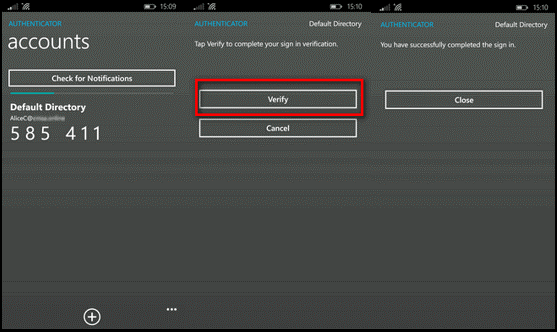 15:09
AUTHENTICATOR
accounts
Check for Notifications
Default Directory
AliceC@
585 411
15:10
AUTHENTICATOR
Default Directory
Tap Verify to complete your sign in verification.
Verify
Cancel
15:10
AUTHENTICATOR
Default Directory
You have successfully completed the sign in.
Close